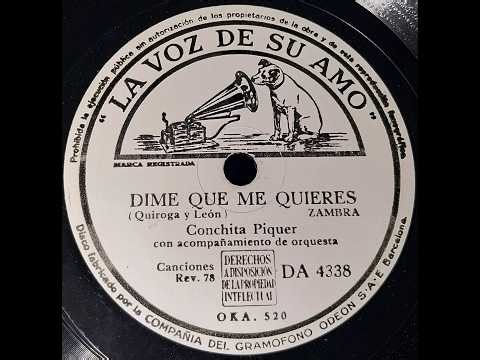 Prohibida la ejecución pública sin autorización de los propietarios de la obra y de esta reproducción fonográfica
"LA VOZ DE SU AMO"
MARCA REGISTRADA
DIME QUE ME QUIERES
(Quiroga y León) ZAMBRA
Conchita Piquer
con acompañamiento de orquesta
Canciones
Rev. 78
DERECHOS
A DISPOSICIÓN
DE LA PROPIEDAD
INTELECTUAL
DA 4338
OKA. 520
Disco fabricado por la COMPAÑIA DEL GRAMOFONO ODEON S.A.E Barcelona.